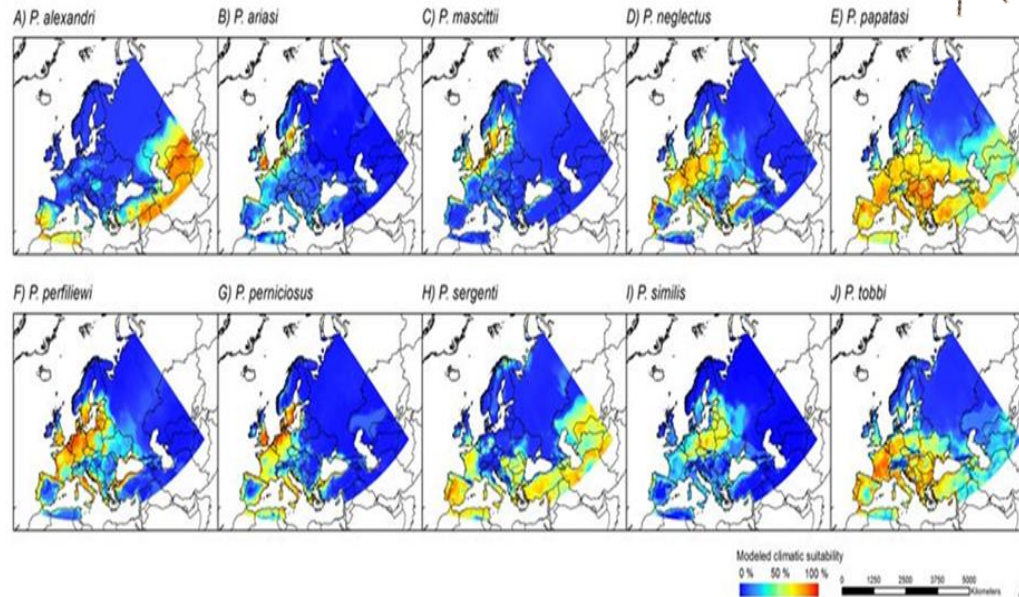 A) P. alexandri
B) P. ariasi
C) P. mascittii
D) P. neglectus
E) P. papatasi
F) P. perfiliewi
G) P. perniciosus
H) P. sergenti
I) P. similis
J) P. tobbi
Modeled climatic suitability
0 % 50 % 100 %
0 1250 2500 3750 5000
Kilometers